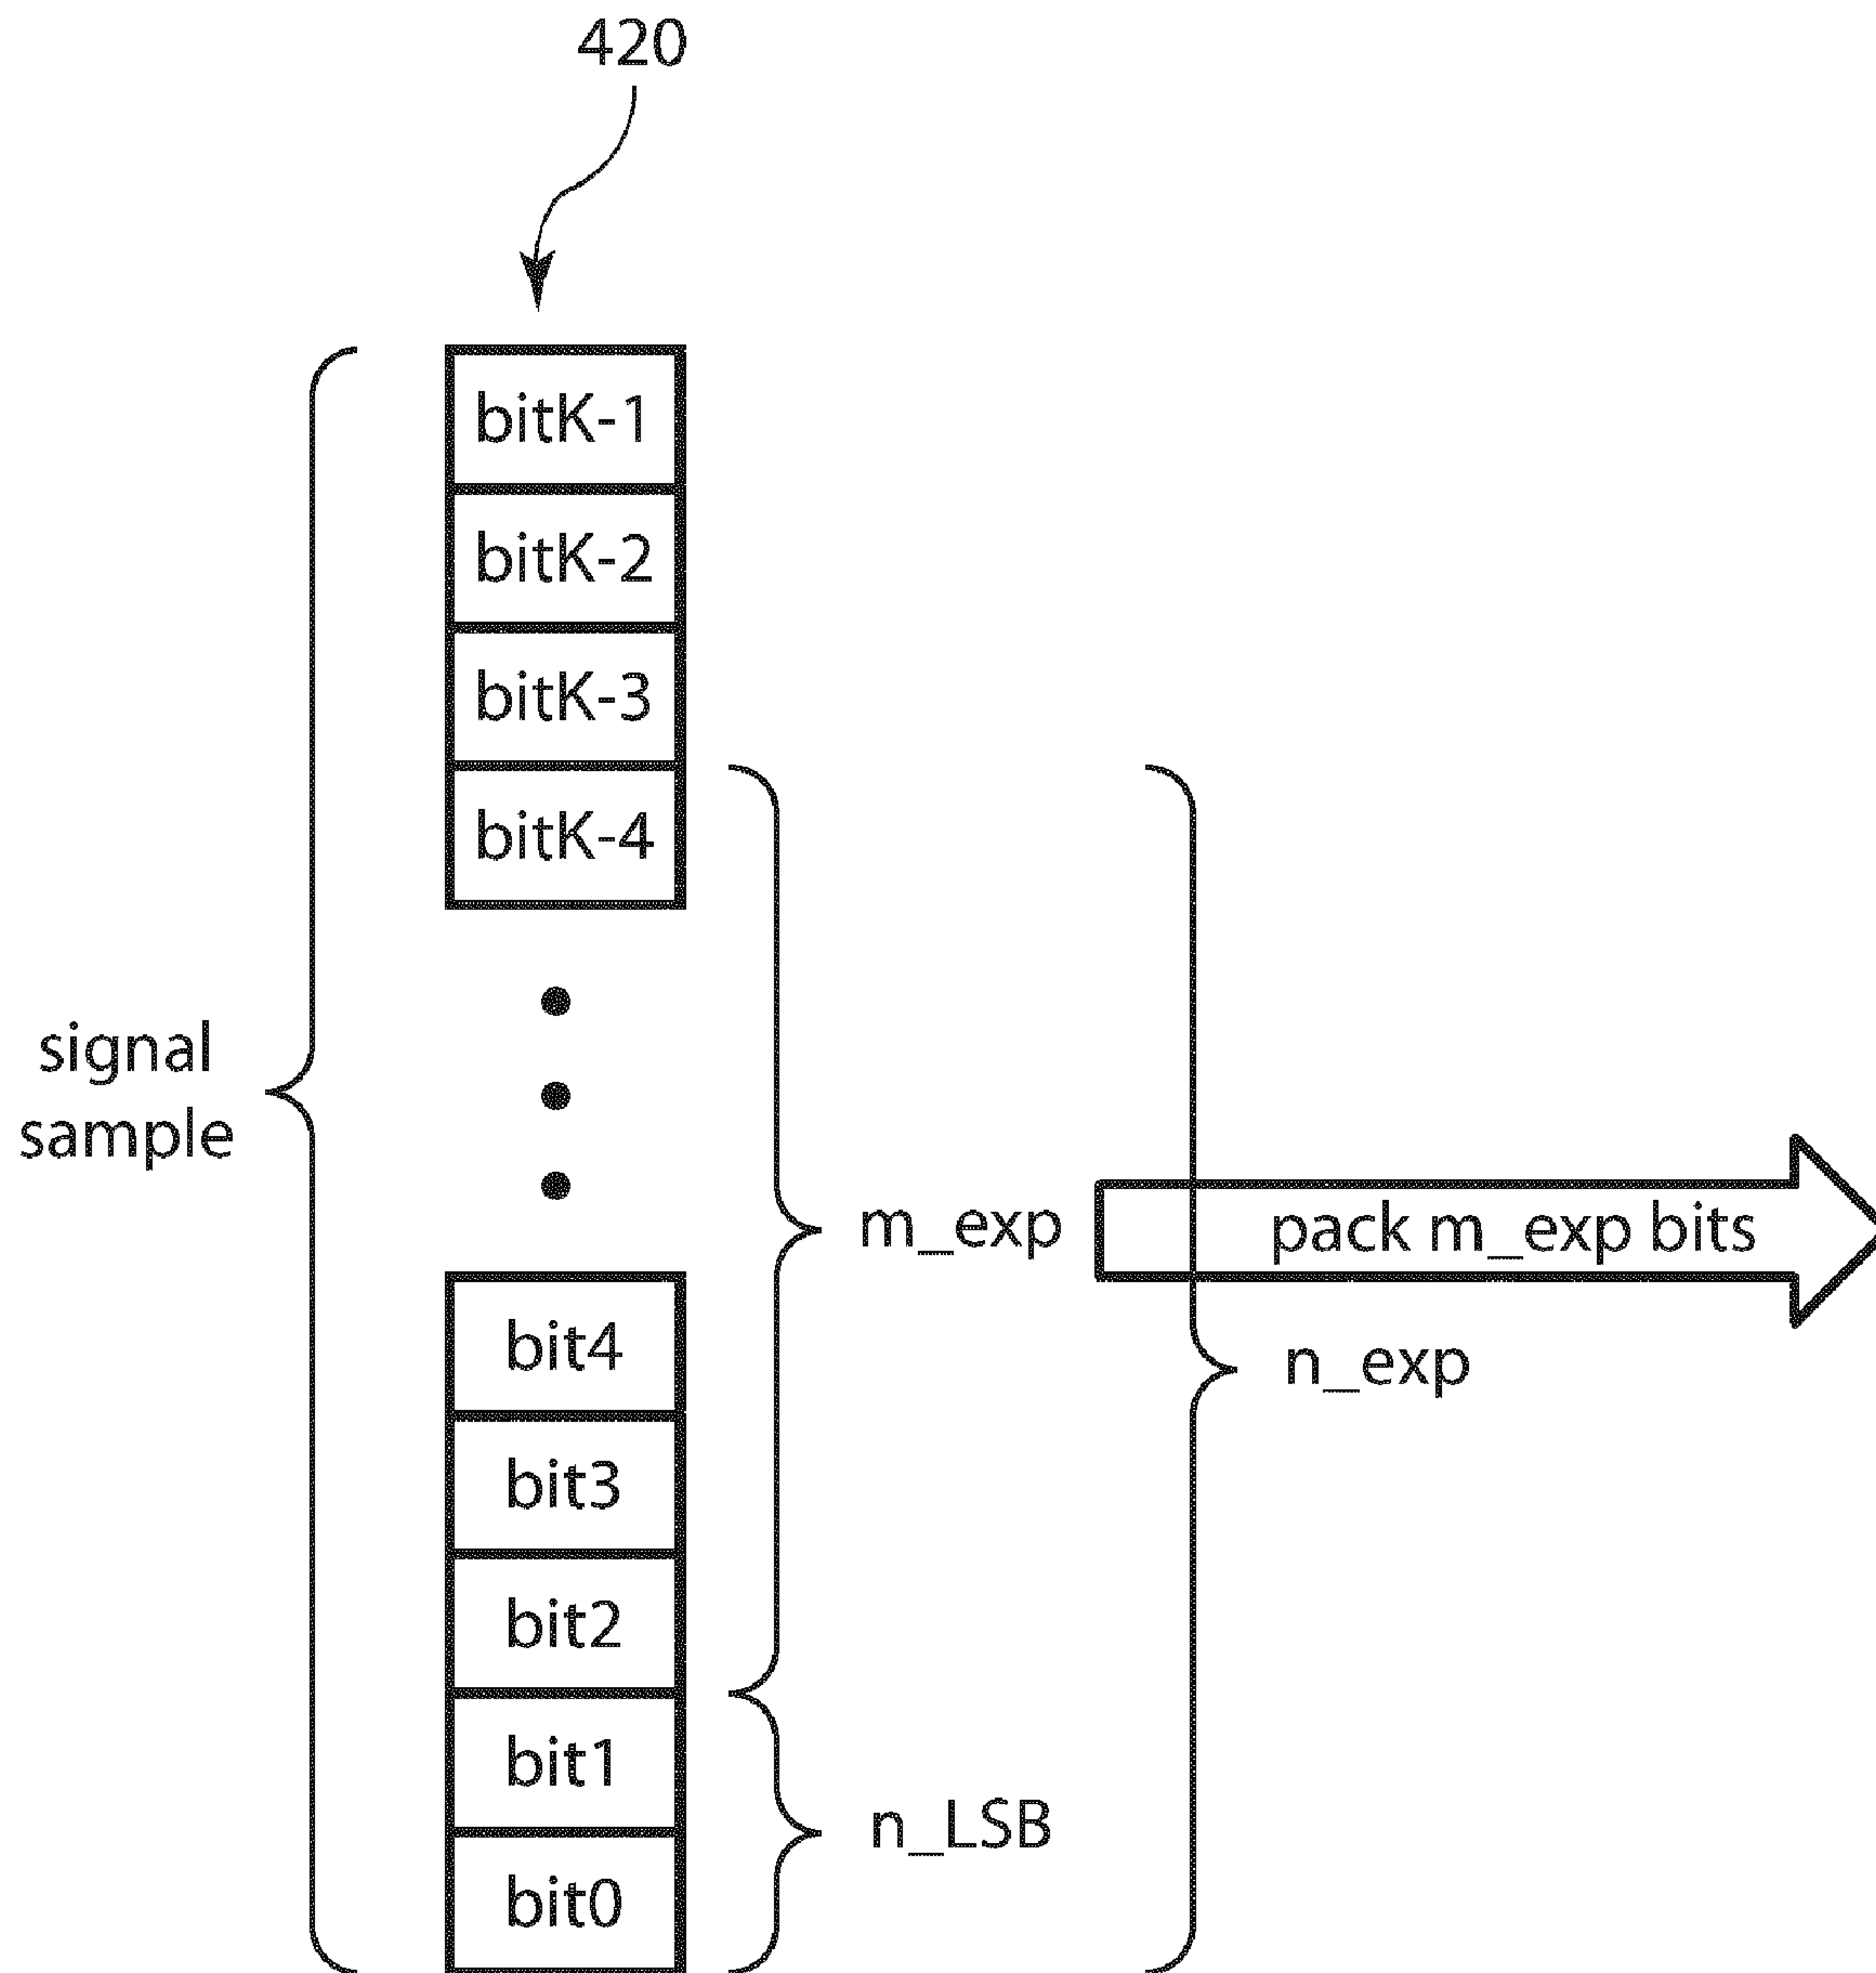 420
bitK-1
bitK-2
bitK-3
bitK-4
signal
sample
m_exp
pack m_exp bits
n_exp
bit4
bit3
bit2
bit1
n_LSB
bit0